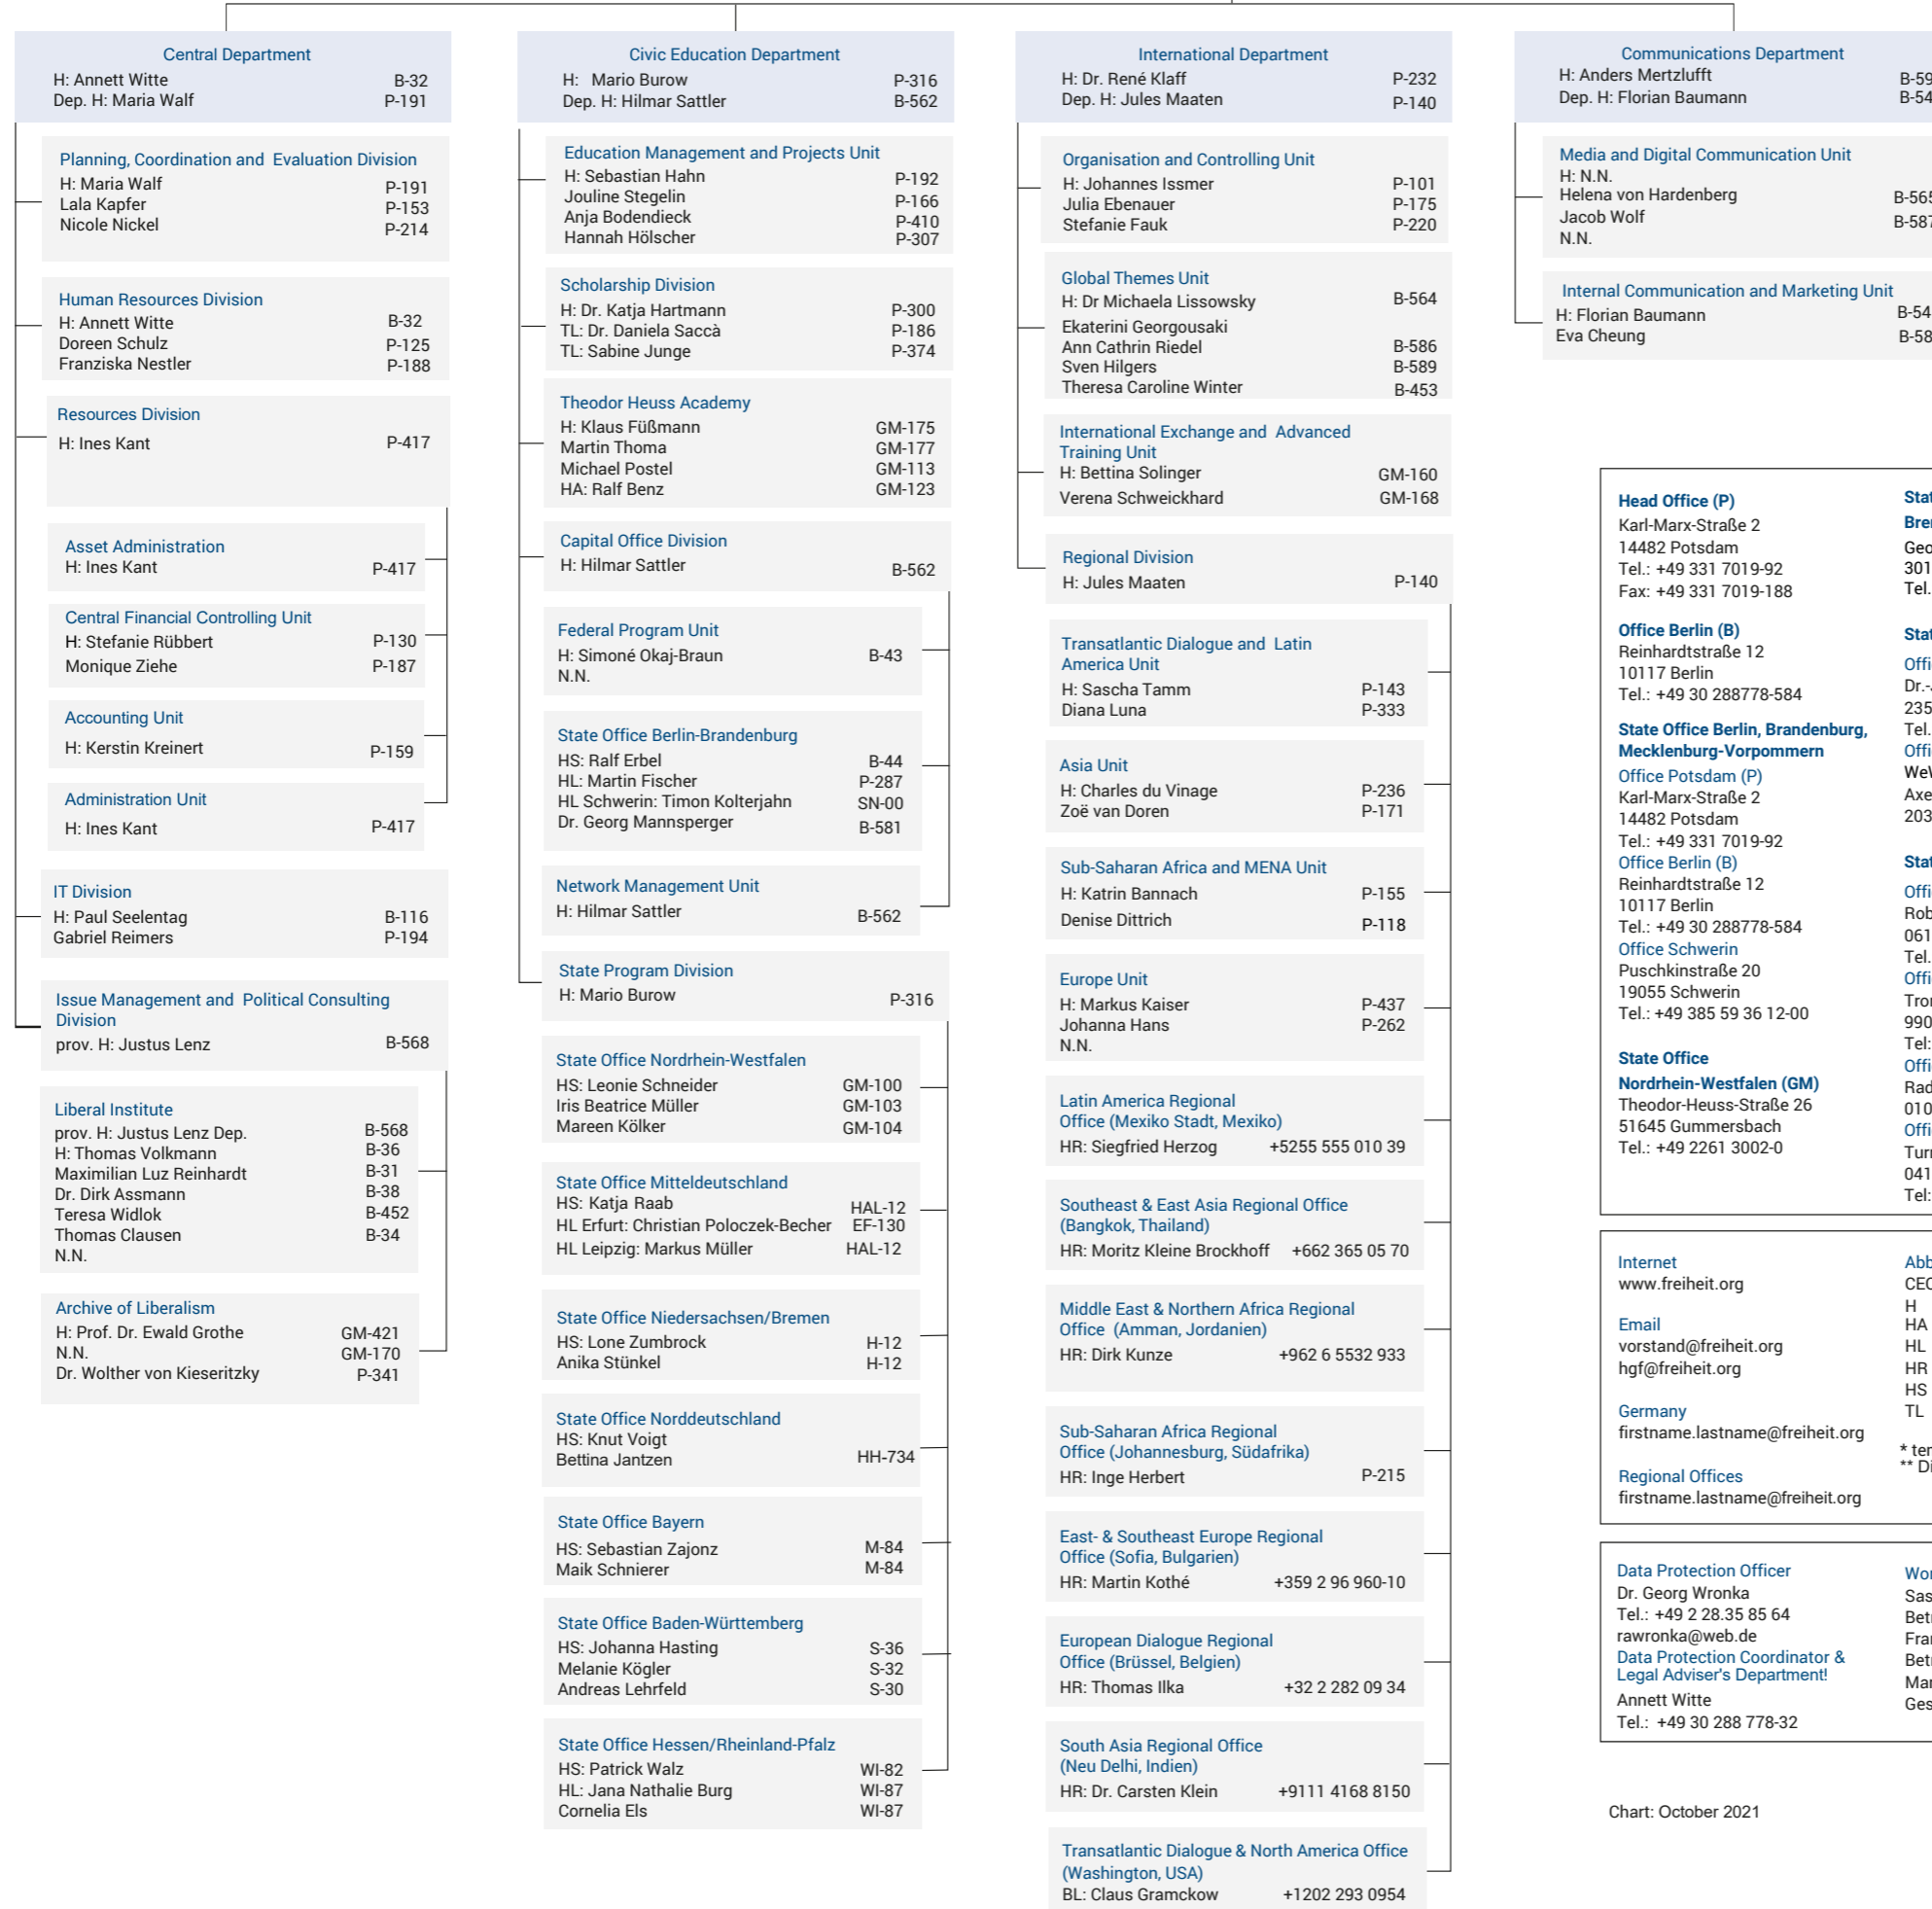 Central Department
H: Annett Witte B-32
Dep. H: Maria Walf P-191
Planning, Coordination and Evaluation Division
H: Maria Walf P-191
Lala Kapfer P-153
Nicole Nickel P-214
Human Resources Division
H: Annett Witte B-32
Doreen Schulz P-125
Franziska Nestler P-188
Resources Division
H: Ines Kant P-417
Asset Administration
H: Ines Kant P-417
Central Financial Controlling Unit
H: Stefanie Rübbert P-130
Monique Ziehe P-187
Accounting Unit
H: Kerstin Kreinert P-159
Administration Unit
H: Ines Kant P-417
IT Division
H: Paul Seelentag B-116
Gabriel Reimers P-194
Issue Management and Political Consulting
Division
prov. H: Justus Lenz B-568
Liberal Institute
prov. H: Justus Lenz Dep. B-568
H: Thomas Volkmann B-36
Maximilian Luz Reinhardt B-31
Dr. Dirk Assmann B-38
Teresa Widlok B-452
Thomas Clausen B-34
N.N.
Archive of Liberalism
H: Prof. Dr. Ewald Grothe GM-421
N.N. GM-170
Dr. Wolther von Kieseritzky P-341
Civic Education Department
H: Mario Burow P-316
Dep. H: Hilmar Sattler B-562
Education Management and Projects Unit
H: Sebastian Hahn P-192
Jouline Stegelin P-166
Anja Bodendieck P-410
Hannah Hölscher P-307
Scholarship Division
H: Dr. Katja Hartmann P-300
TL: Dr. Daniela Saccà P-186
TL: Sabine Junge P-374
Theodor Heuss Academy
H: Klaus Füßmann GM-175
Martin Thoma GM-177
Michael Postel GM-113
HA: Ralf Benz GM-123
Capital Office Division
H: Hilmar Sattler B-562
Federal Program Unit
H: Simoné Okaj-Braun B-43
N.N.
State Office Berlin-Brandenburg
HS: Ralf Erbel B-44
HL: Martin Fischer P-287
HL Schwerin: Timon Kolterjahn SN-00
Dr. Georg Mannsperger B-581
Network Management Unit
H: Hilmar Sattler B-562
State Program Division
H: Mario Burow P-316
State Office Nordrhein-Westfalen
HS: Leonie Schneider GM-100
Iris Beatrice Müller GM-103
Mareen Kölker GM-104
State Office Mitteldeutschland
HS: Katja Raab HAL-12
HL Erfurt: Christian Poloczek-Becher EF-130
HL Leipzig: Markus Müller HAL-12
State Office Niedersachsen/Bremen
HS: Lone Zumbrock H-12
Anika Stünkel H-12
State Office Norddeutschland
HS: Knut Voigt
Bettina Jantzen HH-734
State Office Bayern
HS: Sebastian Zajonz M-84
Maik Schnierer M-84
State Office Baden-Württemberg
HS: Johanna Hasting S-36
Melanie Kögler S-32
Andreas Lehrfeld S-30
State Office Hessen/Rheinland-Pfalz
HS: Patrick Walz WI-82
HL: Jana Nathalie Burg WI-87
Cornelia Els WI-87
International Department
H: Dr. René Klaff P-232
Dep. H: Jules Maaten P-140
Organisation and Controlling Unit
H: Johannes Issmer P-101
Julia Ebenauer P-175
Stefanie Fauk P-220
Global Themes Unit
H: Dr Michaela Lissowsky B-564
Ekaterini Georgousaki
Ann Cathrin Riedel B-586
Sven Hilgers B-589
Theresa Caroline Winter B-453
International Exchange and Advanced
Training Unit
H: Bettina Solinger GM-160
Verena Schweickhard GM-168
Regional Division
H: Jules Maaten P-140
Transatlantic Dialogue and Latin
America Unit
H: Sascha Tamm P-143
Diana Luna P-333
Asia Unit
H: Charles du Vinage P-236
Zoë van Doren P-171
Sub-Saharan Africa and MENA Unit
H: Katrin Bannach P-155
Denise Dittrich P-118
Europe Unit
H: Markus Kaiser P-437
Johanna Hans P-262
N.N.
Latin America Regional
Office (Mexiko Stadt, Mexiko)
HR: Siegfried Herzog +5255 555 010 39
Southeast & East Asia Regional Office
(Bangkok, Thailand)
HR: Moritz Kleine Brockhoff +662 365 05 70
Middle East & Northern Africa Regional
Office (Amman, Jordanien)
HR: Dirk Kunze +962 6 5532 933
Sub-Saharan Africa Regional
Office (Johannesburg, Südafrika)
HR: Inge Herbert P-215
East- & Southeast Europe Regional
Office (Sofia, Bulgarien)
HR: Martin Kothé +359 2 96 960-10
European Dialogue Regional
Office (Brüssel, Belgien)
HR: Thomas Ilka +32 2 282 09 34
South Asia Regional Office
(Neu Delhi, Indien)
HR: Dr. Carsten Klein +9111 4168 8150
Transatlantic Dialogue & North America Office
(Washington, USA)
BL: Claus Gramckow +1202 293 0954
Communications Department
H: Anders Mertzlufft B-59
Dep. H: Florian Baumann B-54
Media and Digital Communication Unit
H: N.N.
Helena von Hardenberg B-565
Jacob Wolf B-587
N.N.
Internal Communication and Marketing Unit
H: Florian Baumann B-54
Eva Cheung B-58
Head Office (P)
Karl-Marx-Straße 2
14482 Potsdam
Tel.: +49 331 7019-92
Fax: +49 331 7019-188
Office Berlin (B)
Reinhardtstraße 12
10117 Berlin
Tel.: +49 30 288778-584
State Office Berlin, Brandenburg,
Mecklenburg-Vorpommern
Office Potsdam (P)
Karl-Marx-Straße 2
14482 Potsdam
Tel.: +49 331 7019-92
Office Berlin (B)
Reinhardtstraße 12
10117 Berlin
Tel.: +49 30 288778-584
Office Schwerin
Puschkinstraße 20
19055 Schwerin
Tel.: +49 385 59 36 12-00
State Office
Nordrhein-Westfalen (GM)
Theodor-Heuss-Straße 26
51645 Gummersbach
Tel.: +49 2261 3002-0
Internet
www.freiheit.org
Email
vorstand@freiheit.org
hgf@freiheit.org
Germany
firstname.lastname@freiheit.org
Regional Offices
firstname.lastname@freiheit.org
H
HA
HL
HR
HS
TL
Data Protection Officer
Dr. Georg Wronka
Tel.: +49 2 28.35 85 64
rawronka@web.de
Data Protection Coordinator &
Legal Adviser's Department!
Annett Witte
Tel.: +49 30 288 778-32
Chart: October 2021